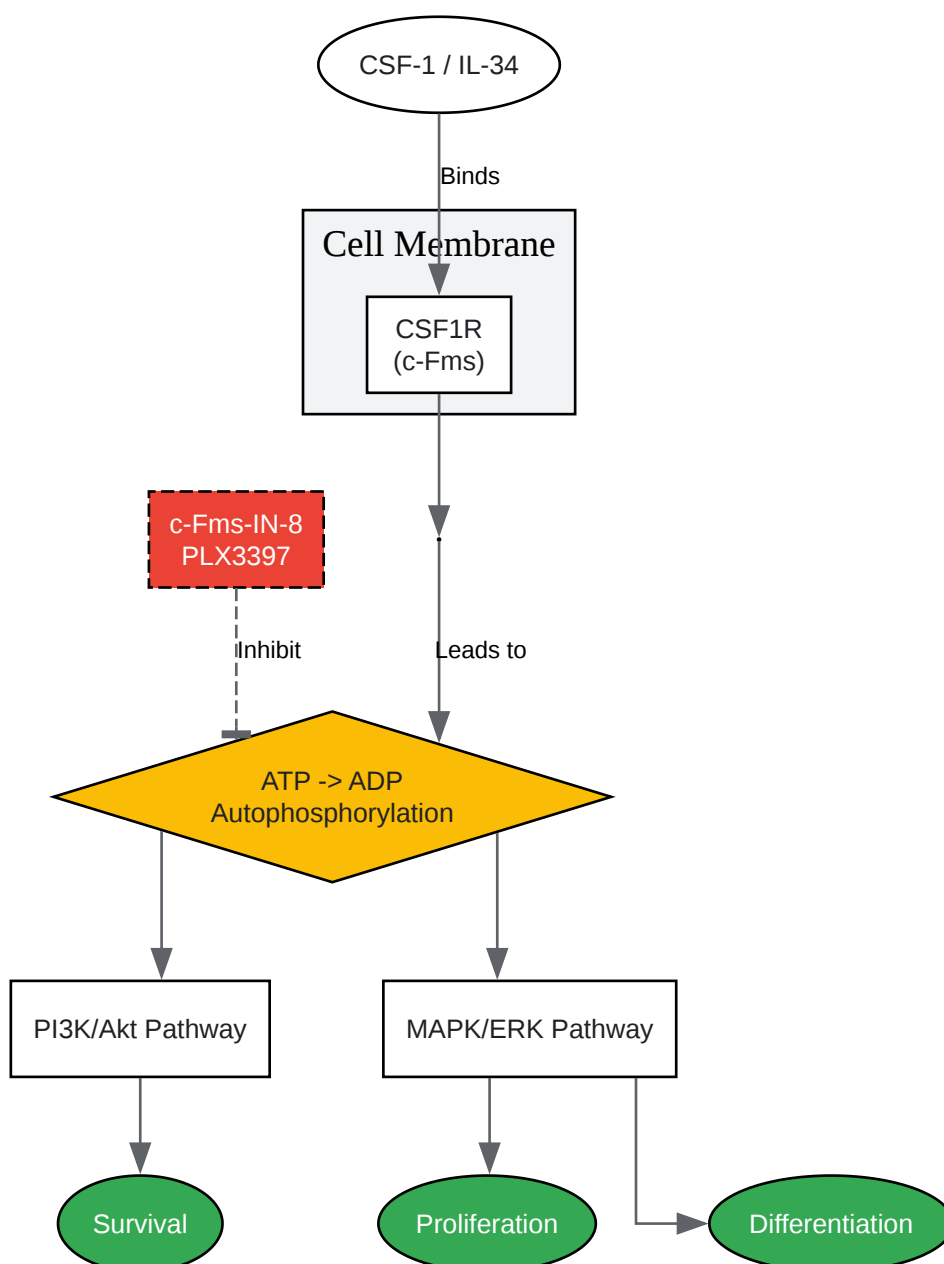 CSF-1 / IL-34
Binds
Cell Membrane
CSF1R
(c-Fms)
c-Fms-IN-8
PLX3397
Inhibit
Leads to
ATP -> ADP
Autophosphorylation
PI3K/Akt Pathway
MAPK/ERK Pathway
Survival
Proliferation
Differentiation